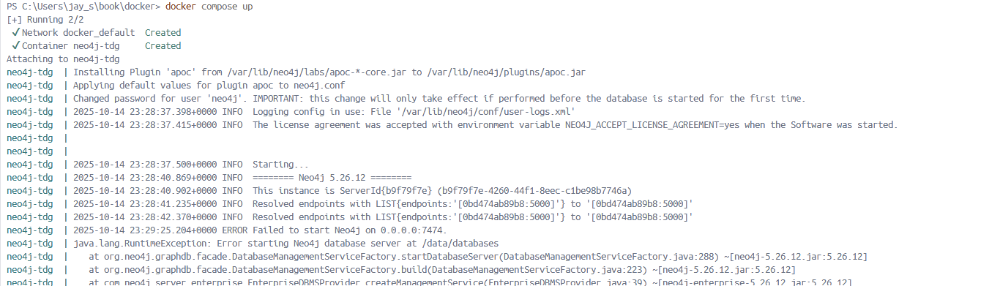 PS C:\Users\jay_s\book\docker> docker compose up
[+] Running 2/2
✓ Network docker_default Created
✓ Container neo4j-tdg Created
Attaching to neo4j-tdg
neo4j-tdg | Installing Plugin 'apoc' from /var/lib/neo4j/labs/apoc-*-core.jar to /var/lib/neo4j/plugins/apoc.jar
neo4j-tdg | Applying default values for plugin apoc to neo4j.conf
neo4j-tdg | Changed password for user 'neo4j'. IMPORTANT: this change will only take effect if performed before the database is started for the first time.
neo4j-tdg | 2025-10-14 23:28:37.398+0000 INFO Logging config in use: File '/var/lib/neo4j/conf/user-logs.xml'
neo4j-tdg | 2025-10-14 23:28:37.415+0000 INFO The license agreement was accepted with environment variable NEO4J_ACCEPT_LICENSE_AGREEMENT=yes when the Software was started.
neo4j-tdg |
neo4j-tdg |
neo4j-tdg | 2025-10-14 23:28:37.500+0000 INFO Starting...
neo4j-tdg | 2025-10-14 23:28:40.869+0000 INFO ======== Neo4j 5.26.12 ========
neo4j-tdg | 2025-10-14 23:28:40.902+0000 INFO This instance is ServerId{b9f79f7e} (b9f79f7e-4260-44f1-8eec-c1be98b7746a)
neo4j-tdg | 2025-10-14 23:28:41.235+0000 INFO Resolved endpoints with LIST{endpoints:'[0bd474ab89b8:5000]'} to '[0bd474ab89b8:5000]'
neo4j-tdg | 2025-10-14 23:28:42.370+0000 INFO Resolved endpoints with LIST{endpoints:'[0bd474ab89b8:5000]'} to '[0bd474ab89b8:5000]'
neo4j-tdg | 2025-10-14 23:29:25.204+0000 ERROR Failed to start Neo4j on 0.0.0.0:7474.
neo4j-tdg | java.lang.RuntimeException: Error starting Neo4j database server at /data/databases
neo4j-tdg | at org.neo4j.graphdb.facade.DatabaseManagementServiceFactory.startDatabaseServer(DatabaseManagementServiceFactory.java:288) ~[neo4j-5.26.12.jar:5.26.12]
neo4j-tdg | at org.neo4j.graphdb.facade.DatabaseManagementServiceFactory.build(DatabaseManagementServiceFactory.java:223) ~[neo4j-5.26.12.jar:5.26.12]
neo4j-tdg | at com.neo4j.server.enterprise.EnterpriseDBMSProvider.createManagementService(EnterpriseDBMSProvider.java:39) ~[neo4j-enterprise-5.26.12.jar:5.26.12]